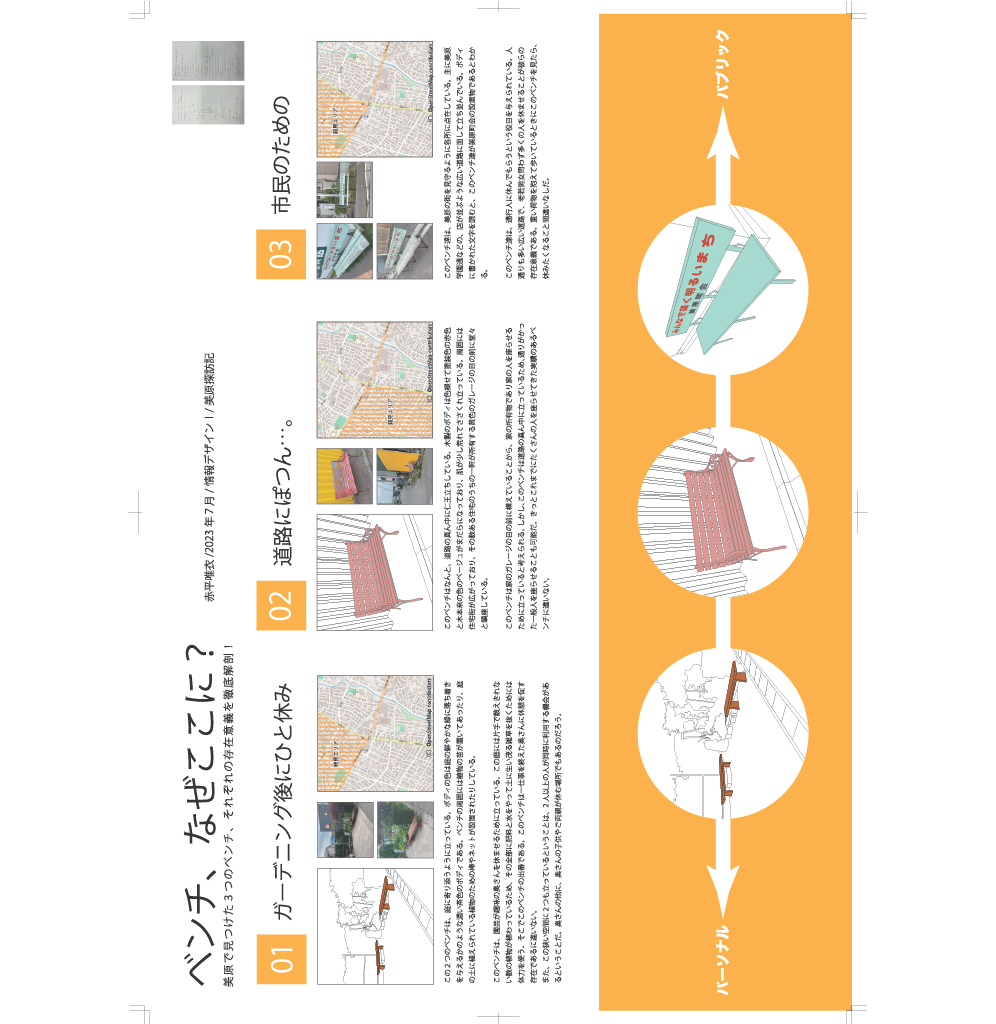 ベンチ、なぜここに？
美原で見つけた３つのベンチ、それぞれの存在意義を徹底解剖！
赤平唯衣 /2023 年 7 月 / 情報デザイン I / 美原探訪記
01
ガーデニング後にひと休み
発見エリア
(C) OpenStreetMap contributors
この２つのベンチは、庭に寄り添うように立っている。ボディの色は庭の鮮やかな緑に落ち着き
を与えるかのような濃い茶色のボディである。ベンチの周囲には植物の苗が置いてあったり、庭
の土に植えられている植物のための棒やネットが設置されたりしている。
このベンチは、園芸が趣味の奥さんを休ませるために立っている。この庭には片手で数えきれな
い数の植物が植わっているため、その全部に肥料と水をやって土に生い茂る雑草を抜くためには
体力を使う。そこでこのベンチの出番である。このベンチは一仕事を終えた奥さんに休憩を促す
存在であるに違いない。
また、この狭い空間に２つも立っているということは、２人以上の人が同時に利用する機会があ
るということだ。奥さんの他に、奥さんの子供やご両親が休む場所でもあるのだろう。
02
道路にぽつん…。
発見エリア
(C) OpenStreetMap contributors
このベンチはなんと、道路の真ん中に仁王立ちしている。木製のボディは色褪せて塗装色の赤色
と木本来の色のベージュがまだらになっており、肌が少し荒れてささくれ立っている。周囲には
住宅街が広がっており、その数ある住宅のうちの一軒が所有する黄色のガレージの目の前に堂々
と鎮座している。
このベンチは家のガレージの目の前に構えていることから、家の所有物であり家の人を座らせる
ために立っていると考えられる。しかし、このベンチは道路の真ん中に立っているため、通りがかっ
た一般人を座らせることも可能だ。きっとこれまでにたくさんの人を座らせてきた実績のあるベ
ンチに違いない。
03
市民のための
発見エリア
(C) OpenStreetMap contributors
このベンチ達は、美原の街を見守るように各所に点在している。主に美原
学園通などの、店が並ぶような広い道路に面して立ち並んでいる。ボディ
に書かれた文字を読むと、このベンチ達が美原町会の設置物であるとわか
る。
このベンチ達は、通行人に休んでもらうという役目を与えられている。人
通りも多い広い道路で、老若男女問わず多くの人を休ませることが彼らの
存在意義である。重い荷物を抱えて歩いているときにこのベンチを見たら、
休みたくなること間違いなしだ。
パーソナル
みんなで築く明るいまち
美原町会
パブリック